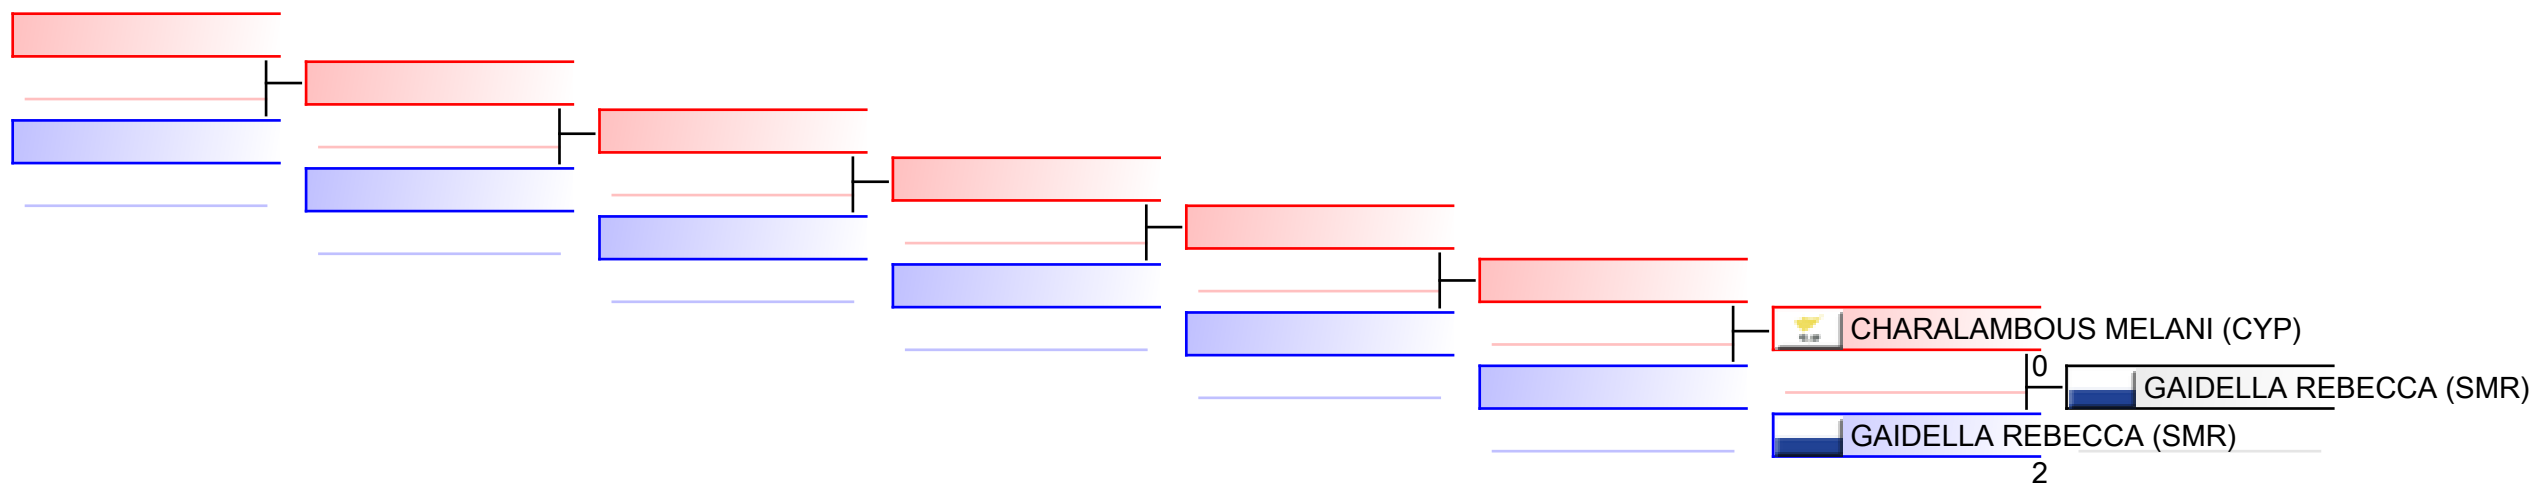 CHARALAMBOUS MELANI (CYP)
0
GAIDELLA REBECCA (SMR)
GAIDELLA REBECCA (SMR)
2